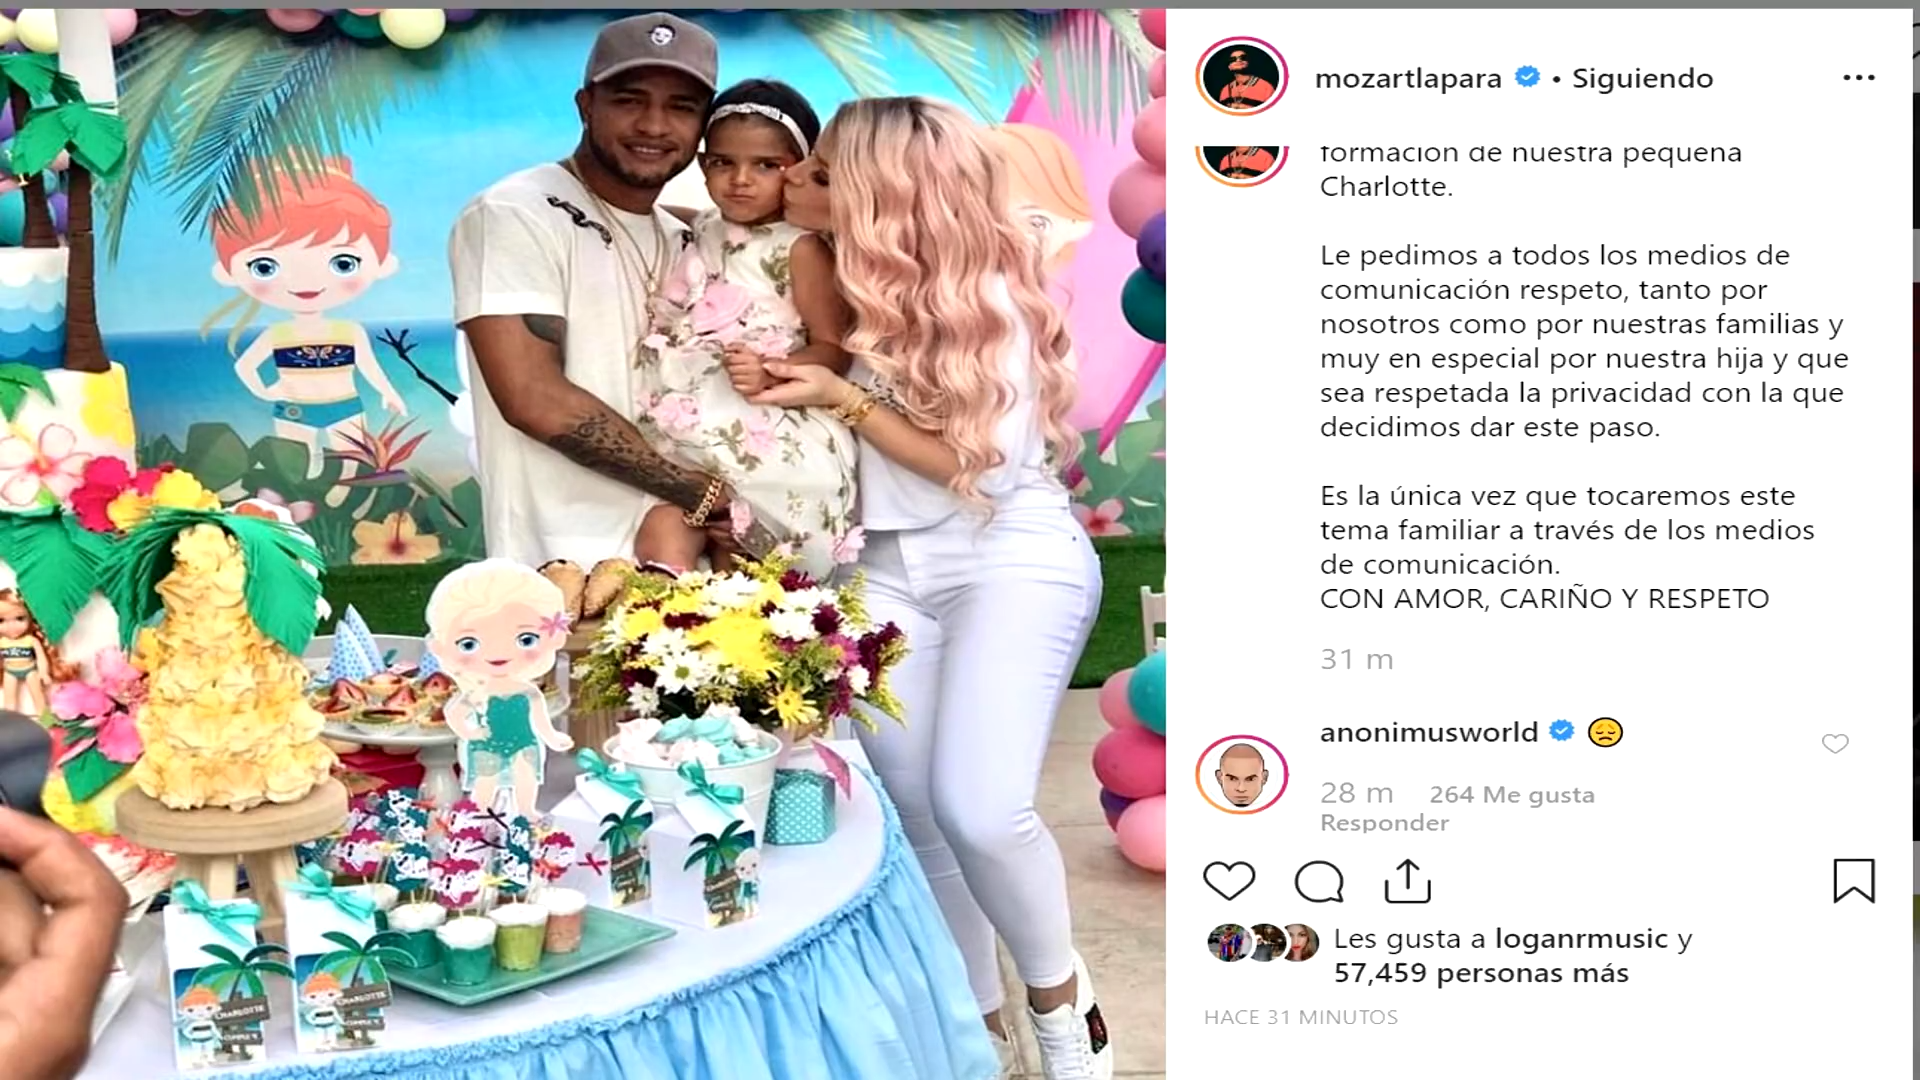 mozartlapara • Siguiendo
formación de nuestra pequeña
Charlotte.
Le pedimos a todos los medios de
comunicación respeto, tanto por
nosotros como por nuestras familias y
muy en especial por nuestra hija y que
sea respetada la privacidad con la que
decidimos dar este paso.
Es la única vez que tocaremos este
tema familiar a través de los medios
de comunicación.
CON AMOR, CARIÑO Y RESPETO
31 m
anonimusworld 😞
28 m 264 Me gusta
Responder
Les gusta a loganrmusic y
57,459 personas más
HACE 31 MINUTOS
CHARLOTTE
CHARLOTTE